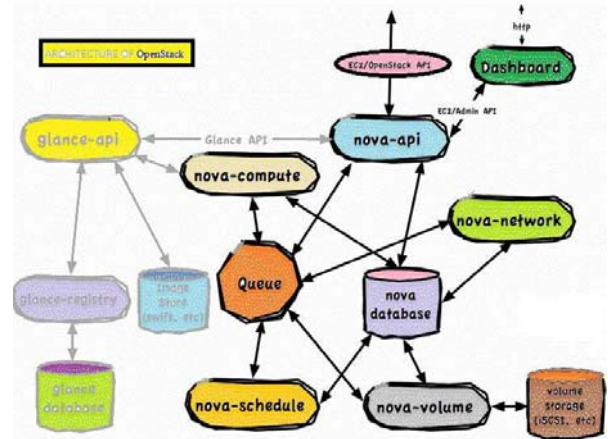 ARCHITECTURE OF OpenStack
http
EC2/OpenStack API
Dashboard
EC2/Admin API
glance-api
Glance API
nova-api
nova-compute
nova-network
Queue
glance-registry
Image
Store
(swift, etc)
nova
database
glance
database
nova-schedule
nova-volume
volume
storage
(iSCSI, etc)